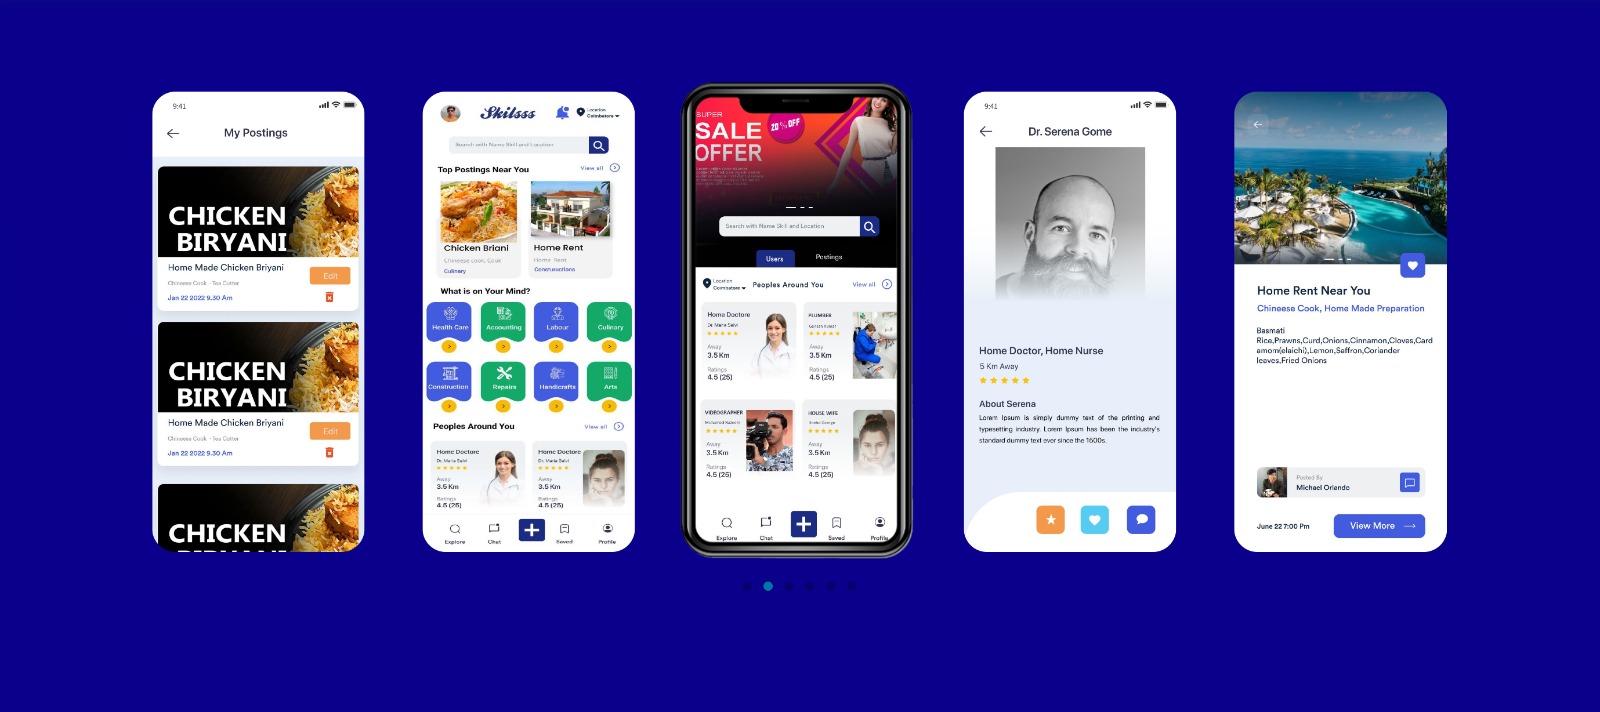 9:41
My Postings
CHICKEN
BIRYANI
Home Made Chicken Briyani
Edit
Chineese Cook - Tea Cutter
Jan 22 2022 9.30 Am
CHICKEN
BIRYANI
Home Made Chicken Briyani
Edit
Chineese Cook - Tea Cutter
Jan 22 2022 9.30 Am
CHICKEN
BIRYANI
Skilsss
Location
Coimbatore
Search with Name Skill and Location
Top Postings Near You
View all
Chicken Briani
Chineese cook, Cook
Culinary
Home Rent
Home Rent
Constuructions
What is on Your Mind?
Health Care
Accounting
Labour
Culinary
Construction
Repairs
Handicrafts
Arts
Peoples Around You
View all
Home Doctore
Dr. Maria Salvi
Away
3.5 Km
Ratings
4.5 (25)
Home Doctore
Dr. Maria Salvi
Away
3.5 Km
Ratings
4.5 (25)
Explore
Chat
Saved
Profile
SUPER
SALE
OFFER
20 % OFF
Search with Name Skill and Location
Users
Postings
Location
Coimbatore
Peoples Around You
View all
Home Doctore
Dr. Maria Salvi
Away
3.5 Km
Ratings
4.5 (25)
PLUMBER
Away
3.5 Km
Ratings
4.5 (25)
VIDEOGRAPHER
Away
3.5 Km
Ratings
4.5 (25)
HOUSE WIFE
Away
3.5 Km
Ratings
4.5 (25)
Explore
Chat
Saved
Profile
9:41
Dr. Serena Gome
Home Doctor, Home Nurse
5 Km Away
About Serena
Lorem Ipsum is simply dummy text of the printing and
typesetting industry. Lorem Ipsum has been the industry's
standard dummy text ever since the 1600s,
Home Rent Near You
Chineese Cook, Home Made Preparation
Basmati
Rice,Prawns,Curd,Onions,Cinnamon,Cloves,Card
amom(elaichi),Lemon,Saffron,Coriander
leaves,Fried Onions
Posted By
Michael Orlando
June 22 7:00 Pm
View More